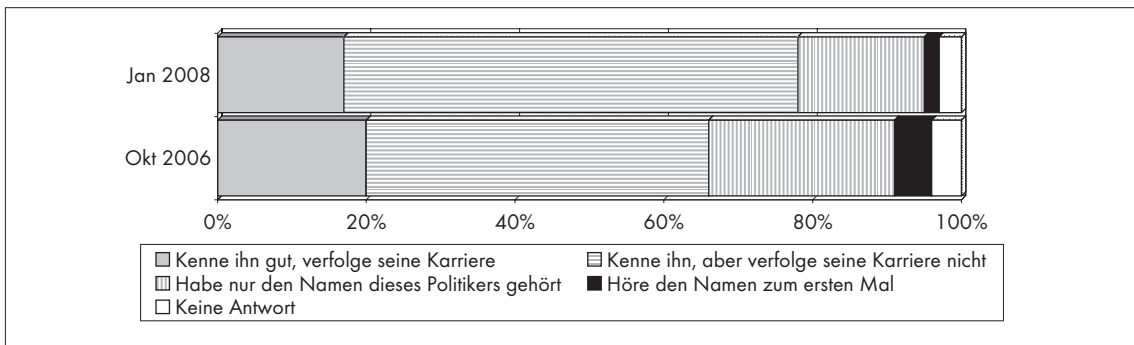 Jan 2008
Okt 2006
0% 20% 40% 60% 80% 100%
Kenne ihn gut, verfolge seine Karriere Kenne ihn, aber verfolge seine Karriere nicht
Habe nur den Namen dieses Politikers gehört Höre den Namen zum ersten Mal
Keine Antwort